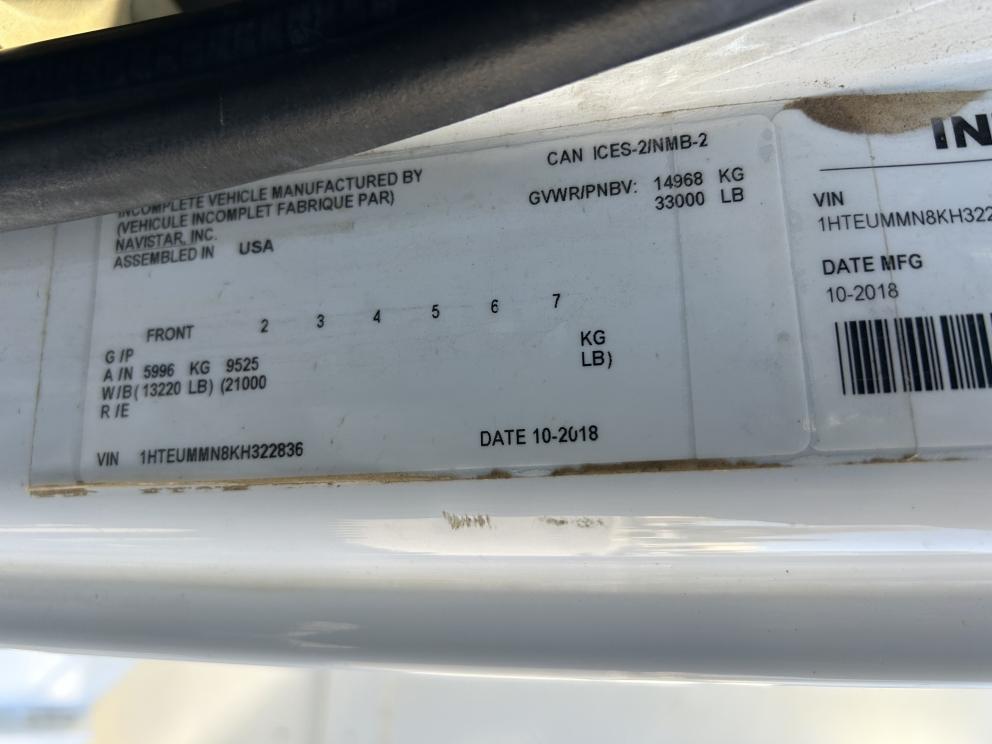 INCOMPLETE VEHICLE MANUFACTURED BY
(VEHICULE INCOMPLET FABRIQUE PAR)
NAVISTAR, INC.
ASSEMBLED IN USA
CAN ICES-2/NMB-2
GVWR/PNBV: 14968 KG
33000 LB
FRONT 2 3 4 5 6 7
G/P
A/N 5996 KG 9525 KG
W/B (13220 LB) (21000 LB)
R/E
VIN 1HTEUMMN8KH322836
DATE 10-2018
IN
VIN
1HTEUMMN8KH322
DATE MFG
10-2018